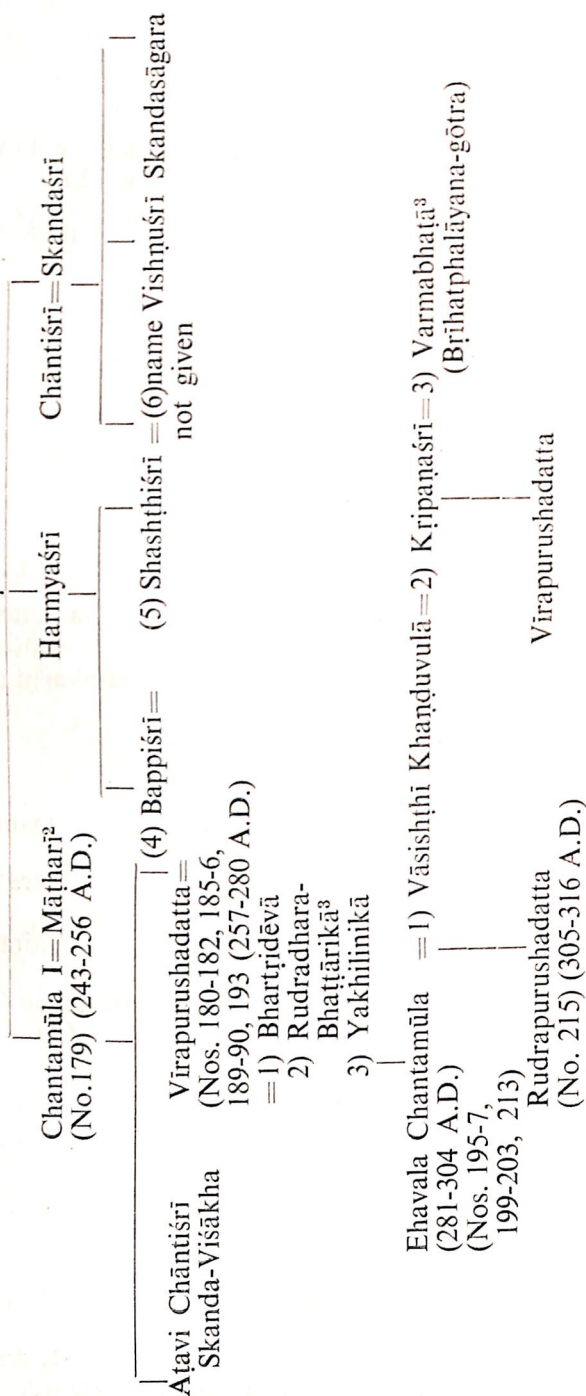 Chantamūla I=Māṭharī² Harmyaśrī Chāntiśrī=Skandaśrī
(No.179) (243-256 A.D.)
Aṭavi Chāntiśrī Vīrapurushadatta= (4) Bappiśrī= (5) Shashṭhiśrī =(6)name Vishṇuśrī Skandasāgara
Skanda-Viśākha (Nos. 180-182, 185-6, not given
189-90, 193 (257-280 A.D.)
= 1) Bhartṛidēvā
2) Rudradhara-
Bhaṭṭārikā³
3) Yakhilinikā
Ehavala Chantamūla =1) Vāsishṭhi Khaṇḍuvulā=2) Kṛipaṇaśrī=3) Varmabhaṭā³
(281-304 A.D.) (Bṛihatphalāyana-gōtra)
(Nos. 195-7,
199-203, 213)
Rudrapurushadatta Vīrapurushadatta
(No. 215) (305-316 A.D.)